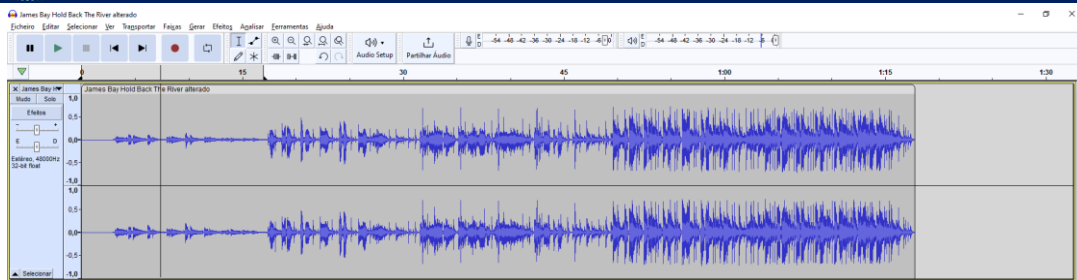 James Bay Hold Back The River alterado
Ficheiro Editar Selecionar Ver Transportar Faixas Gerar Efeitos Analisar Ferramentas Ajuda
Audio Setup Partilhar Áudio
E D -54 -48 -42 -36 -30 -24 -18 -12 -6 0
E D -54 -48 -42 -36 -30 -24 -18 -12 -6 0
0 15 30 45 1:00 1:15 1:30
James Bay H
James Bay Hold Back The River alterado
Mudo Solo
Efeitos
- +
E D
Estéreo, 48000Hz
32-bit float
Selecionar
1,0
0,5-
0,0-
-0,5-
-1,0
1,0
0,5-
0,0-
-0,5-
-1,0